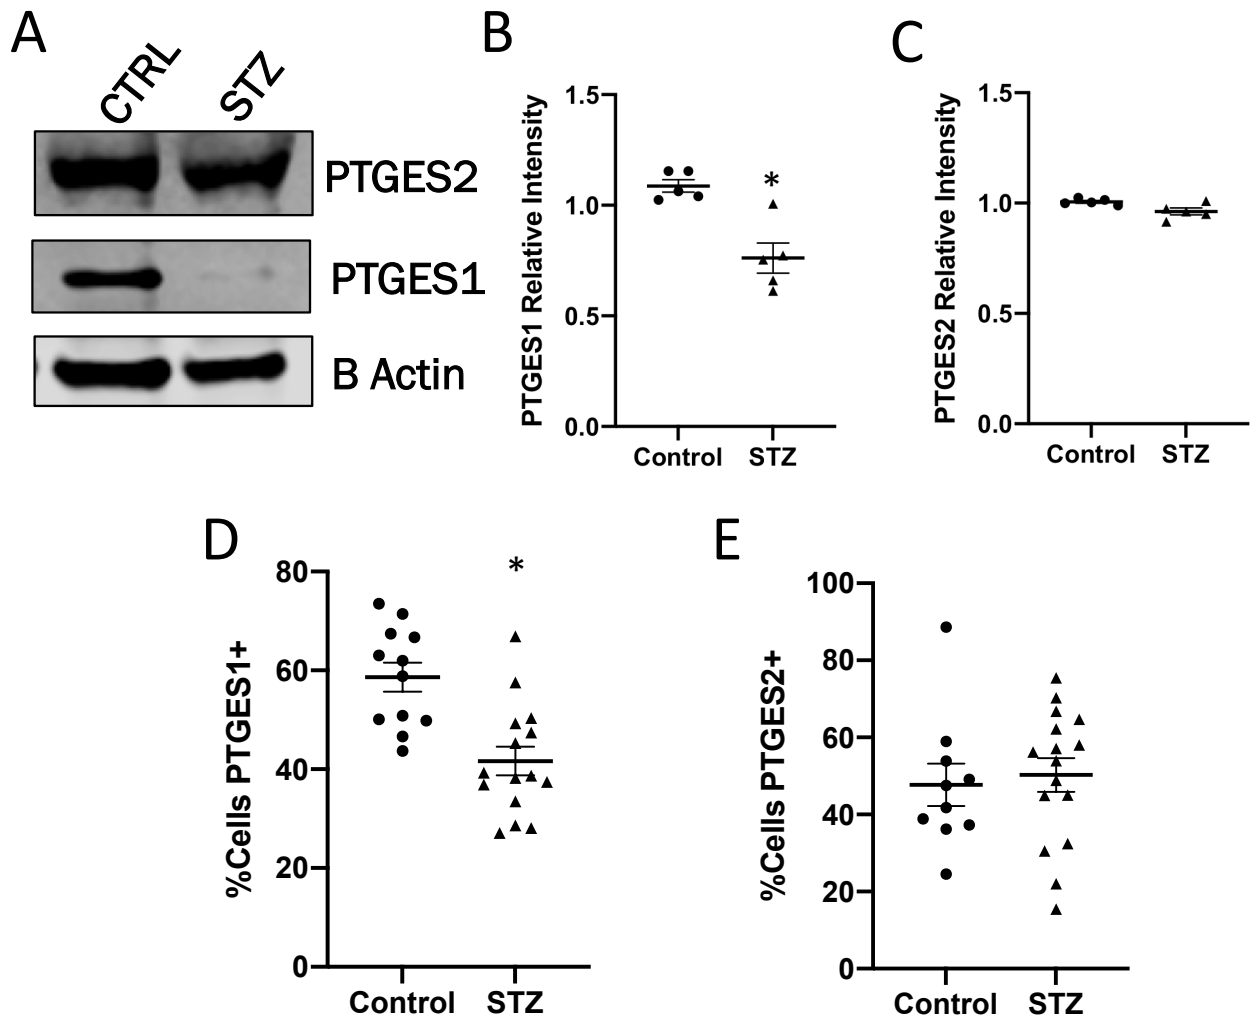 A
CTRL
STZ
PTGES2
PTGES1
B Actin
B
PTGES1 Relative Intensity
1.5
1.0
0.5
0.0
*
Control
STZ
C
PTGES2 Relative Intensity
1.5
1.0
0.5
0.0
Control
STZ
D
%Cells PTGES1+
80
60
40
20
0
*
Control
STZ
E
%Cells PTGES2+
100
80
60
40
20
0
Control
STZ